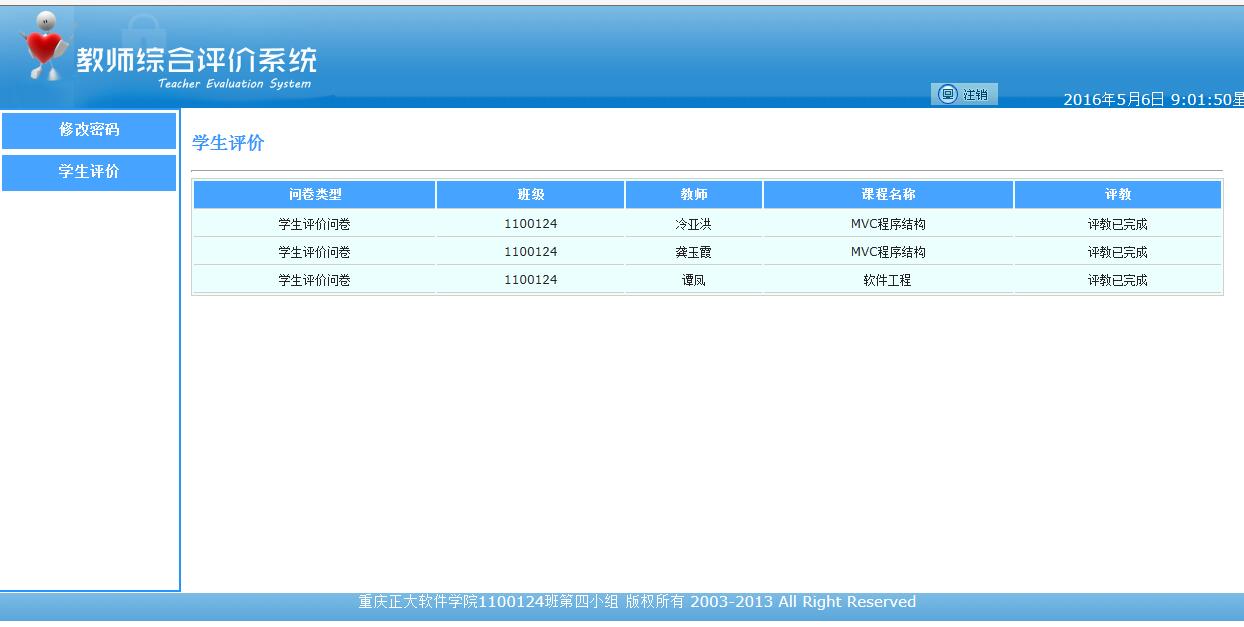 教师综合评价系统
Teacher Evaluation System
注销
2016年5月6日 9:01:50星
修改密码
学生评价
学生评价
问卷类型 班级 教师 课程名称 评教
学生评价问卷 1100124 冷亚洪 MVC程序结构 评教已完成
学生评价问卷 1100124 龚玉霞 MVC程序结构 评教已完成
学生评价问卷 1100124 谭凤 软件工程 评教已完成
重庆正大软件学院1100124班第四小组 版权所有 2003-2013 All Right Reserved